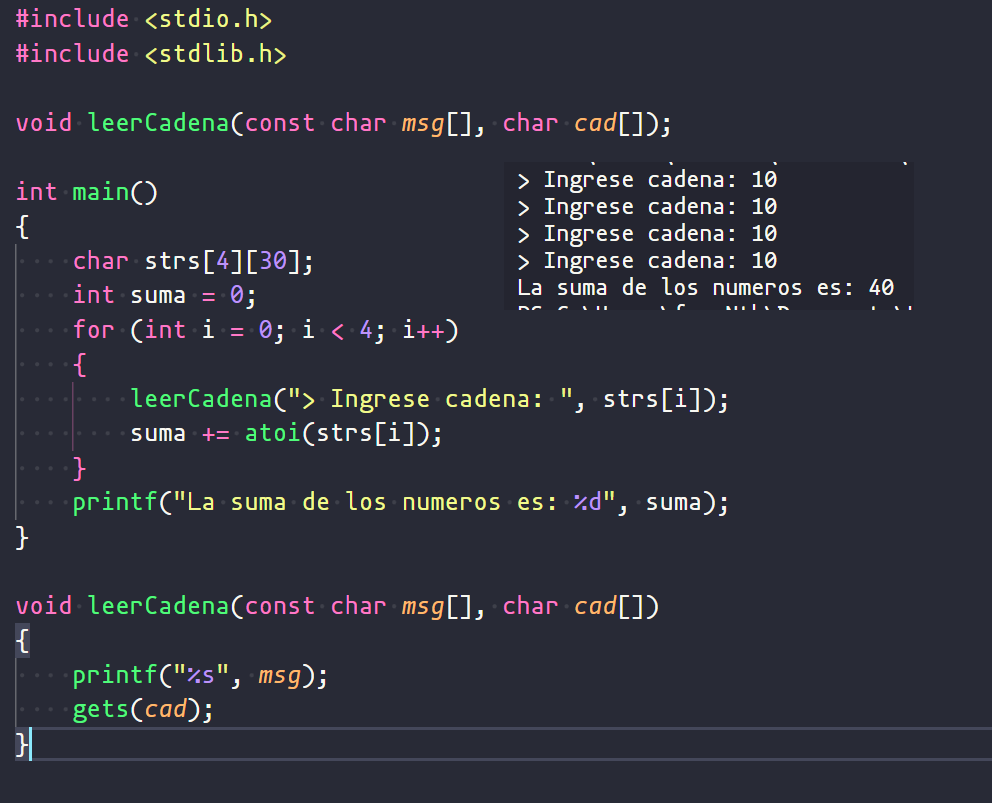 #include <stdio.h>
#include <stdlib.h>
void leerCadena(const char msg[], char cad[]);
int main()
{
char strs[4][30];
int suma = 0;
for (int i = 0; i < 4; i++)
{
leerCadena("> Ingrese cadena: ", strs[i]);
suma += atoi(strs[i]);
}
printf("La suma de los numeros es: %d", suma);
}
void leerCadena(const char msg[], char cad[])
{
printf("%s", msg);
gets(cad);
}
> Ingrese cadena: 10
> Ingrese cadena: 10
> Ingrese cadena: 10
> Ingrese cadena: 10
La suma de los numeros es: 40